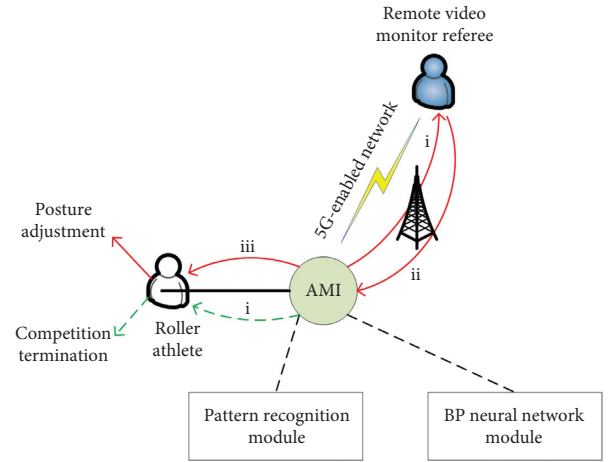 Remote video
monitor referee
5G-enabled network
i
ii
Posture
adjustment
iii
AMI
i
Roller
athlete
Competition
termination
Pattern recognition
module
BP neural network
module